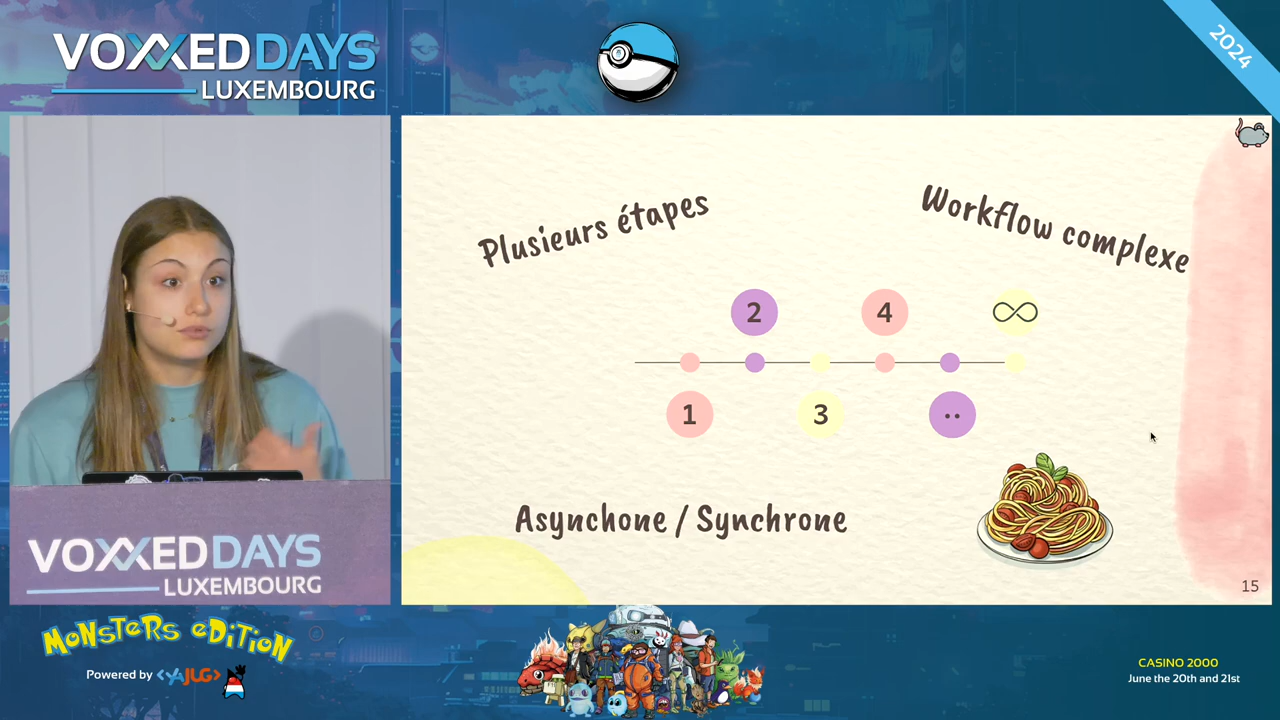 VOXXED DAYS
LUXEMBOURG
2024
Plusieurs étapes
Workflow complexe
2
4
∞
1
3
..
Asynchone / Synchrone
15
VOXXED DAYS
LUXEMBOURG
MONSTERS EDITION
Powered by <YAJUG>
CASINO 2000
June the 20th and 21st